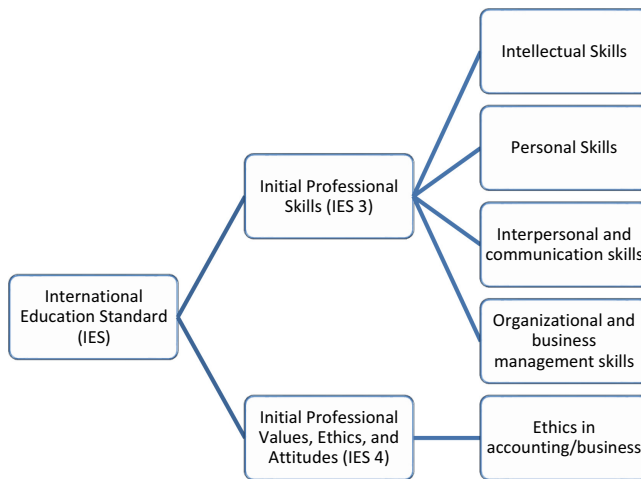 Intellectual Skills
Personal Skills
Initial Professional
Skills (IES 3)
Interpersonal and
communication skills
International
Education Standard
(IES)
Organizational and
business
management skills
Initial Professional
Values, Ethics, and
Attitudes (IES 4)
Ethics in
accounting/business